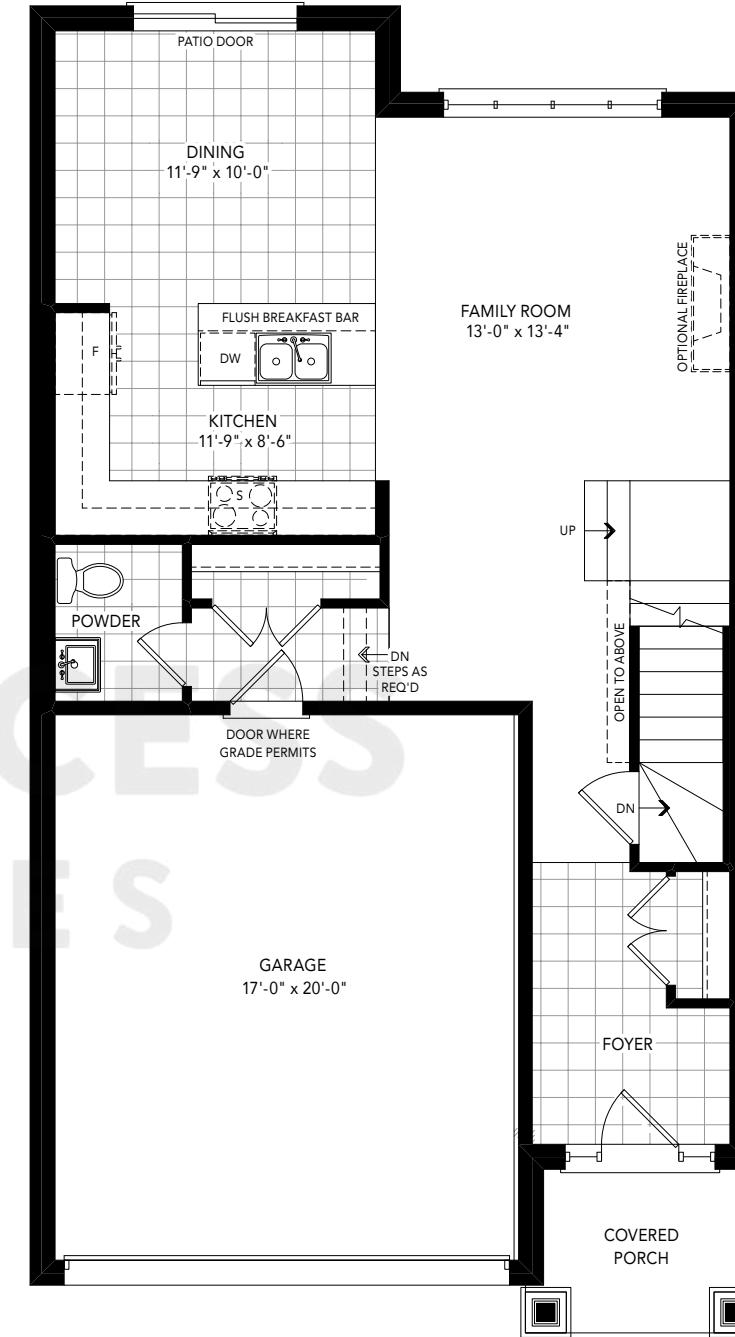 PATIO DOOR
DINING
11'-9" x 10'-0"
FAMILY ROOM
13'-0" x 13'-4"
OPTIONAL FIREPLACE
FLUSH BREAKFAST BAR
F
DW
KITCHEN
11'-9" x 8'-6"
S
UP
POWDER
OPEN TO ABOVE
DN
STEPS AS
REQ'D
DOOR WHERE
GRADE PERMITS
DN
CESS
ES
GARAGE
17'-0" x 20'-0"
FOYER
COVERED
PORCH